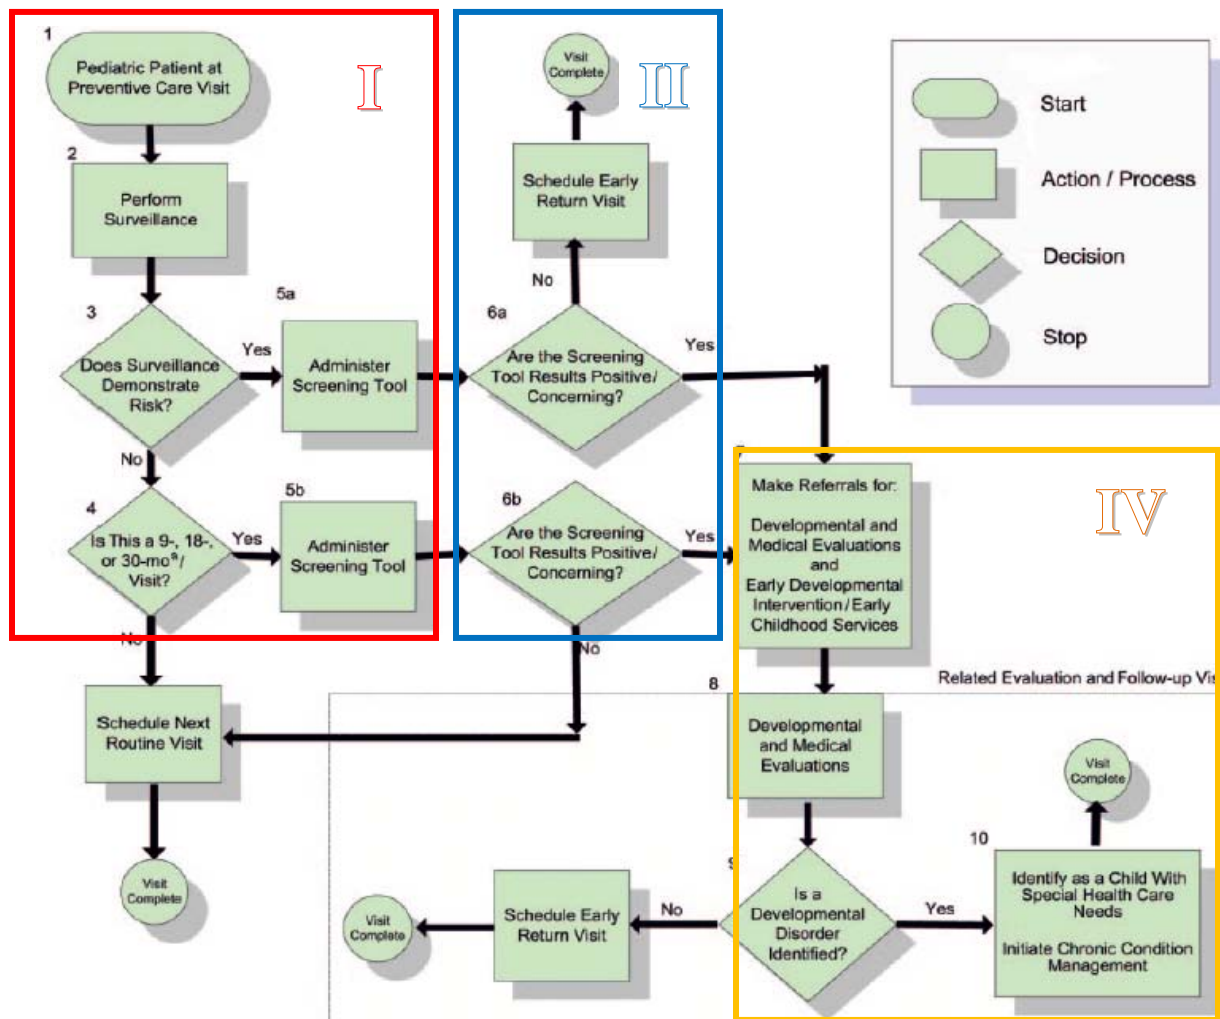 1
Pediatric Patient at
Preventive Care Visit
I
2
Perform
Surveillance
3
Does Surveillance
Demonstrate
Risk?
Yes
5a
Administer
Screening Tool
No
4
Is This a 9-, 18-,
or 30-moª/
Visit?
Yes
5b
Administer
Screening Tool
No
Schedule Next
Routine Visit
Visit
Complete
II
Visit
Complete
Schedule Early
Return Visit
No
6a
Are the Screening
Tool Results Positive/
Concerning?
Yes
6b
Are the Screening
Tool Results Positive/
Concerning?
Yes
No
Start
Action / Process
Decision
Stop
IV
Make Referrals for:
Developmental and
Medical Evaluations
and
Early Developmental
Intervention/Early
Childhood Services
Related Evaluation and Follow-up
8
Developmental
and Medical
Evaluations
9
Is a
Developmental
Disorder
Identified?
No
Schedule Early
Return Visit
Visit
Complete
Yes
10
Identify as a Child With
Special Health Care
Needs
Initiate Chronic Condition
Management
Visit
Complete